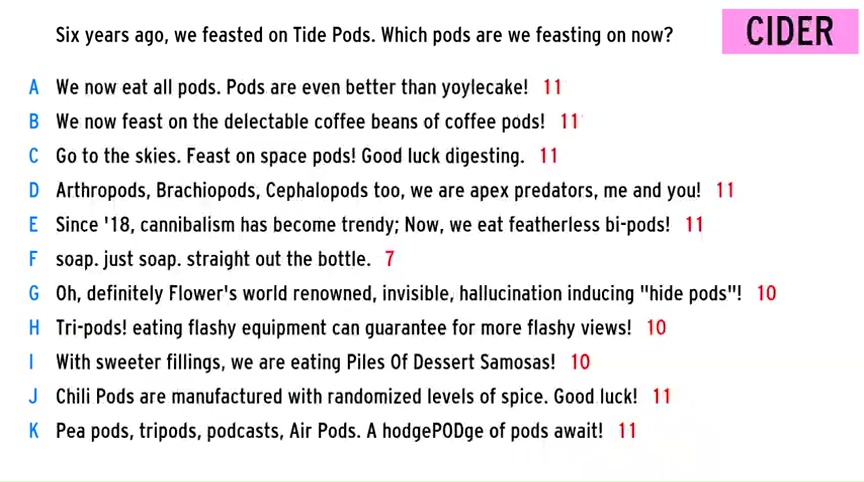 Six years ago, we feasted on Tide Pods. Which pods are we feasting on now?
CIDER
A We now eat all pods. Pods are even better than yoylecake! 11
B We now feast on the delectable coffee beans of coffee pods! 11
C Go to the skies. Feast on space pods! Good luck digesting. 11
D Arthropods, Brachiopods, Cephalopods too, we are apex predators, me and you! 11
E Since '18, cannibalism has become trendy; Now, we eat featherless bi-pods! 11
F soap. just soap. straight out the bottle. 7
G Oh, definitely Flower's world renowned, invisible, hallucination inducing "hide pods"! 10
H Tri-pods! eating flashy equipment can guarantee for more flashy views! 10
I With sweeter fillings, we are eating Piles Of Dessert Samosas! 10
J Chili Pods are manufactured with randomized levels of spice. Good luck! 11
K Pea pods, tripods, podcasts, Air Pods. A hodgePODge of pods await! 11